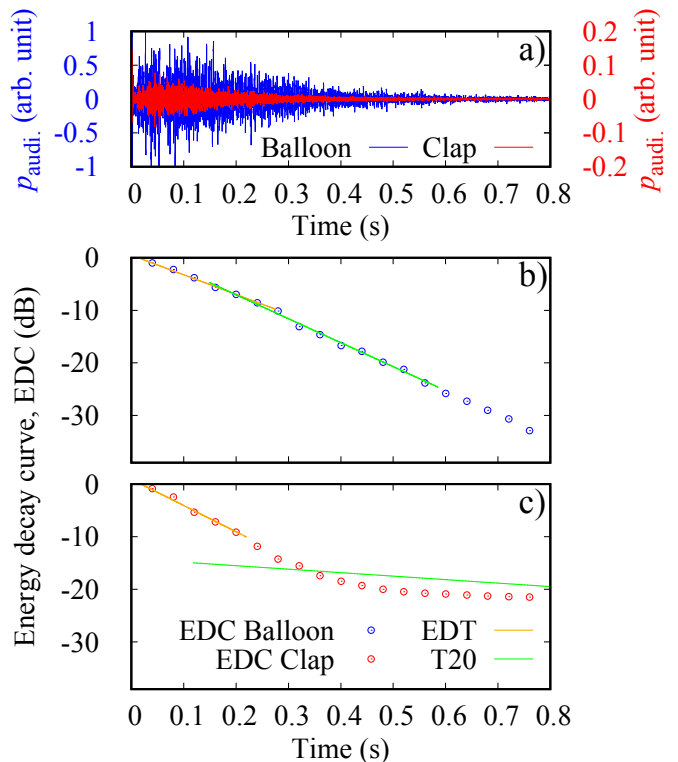 1
0.5
0
-0.5
-1
p_audi. (arb. unit)
a)
Balloon
Clap
0.2
0.1
0
-0.1
-0.2
p_audi. (arb. unit)
0 0.1 0.2 0.3 0.4 0.5 0.6 0.7 0.8
Time (s)
Energy decay curve, EDC (dB)
0
-10
-20
-30
b)
0
-10
-20
-30
c)
EDC Balloon
EDT
EDC Clap
T20
0 0.1 0.2 0.3 0.4 0.5 0.6 0.7 0.8
Time (s)